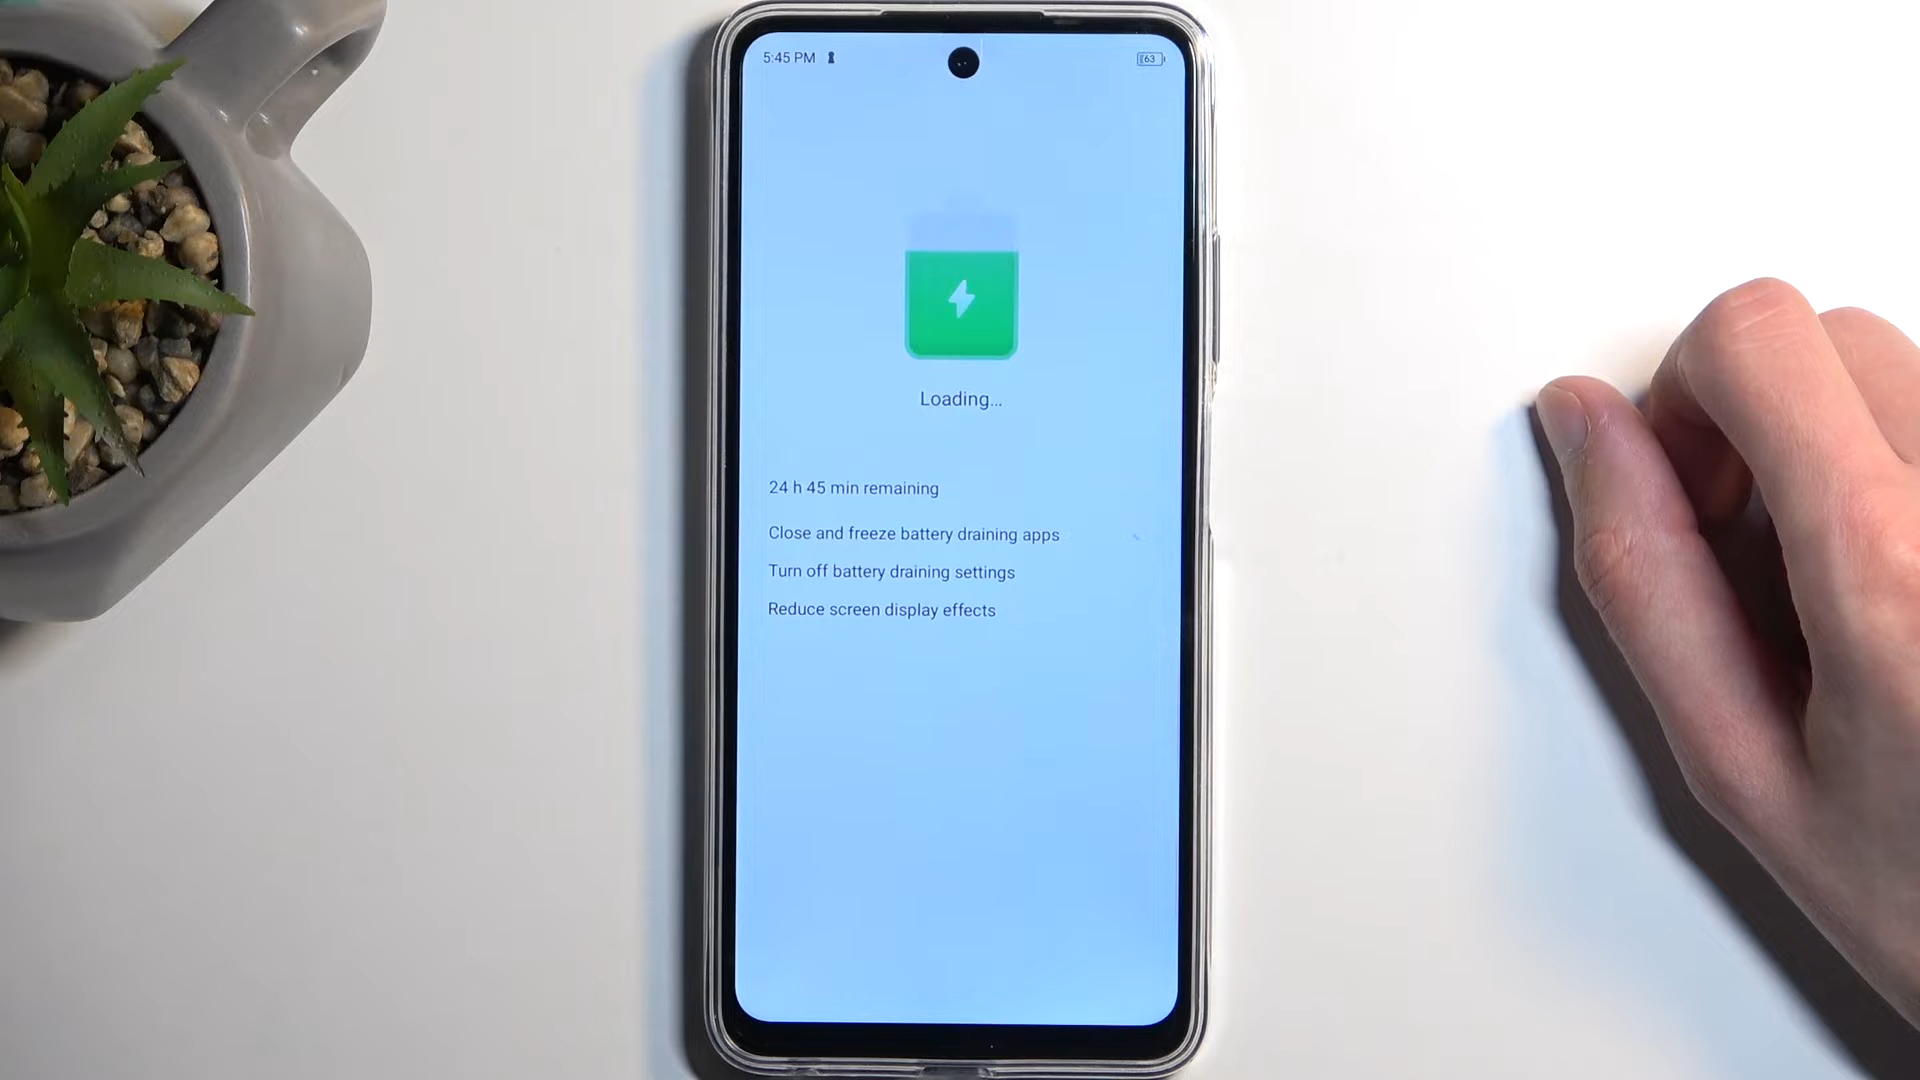 5:45 PM
63
Loading...
24 h 45 min remaining
Close and freeze battery draining apps
Turn off battery draining settings
Reduce screen display effects